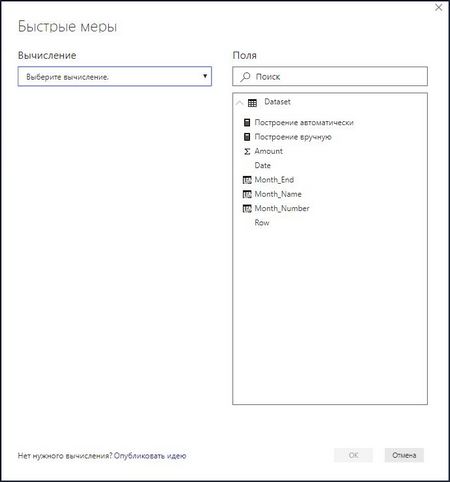 Быстрые меры
Вычисление
Выберите вычисление.
Поля
Поиск
Dataset
Построение автоматически
Построение вручную
Σ Amount
Date
Month_End
Month_Name
Month_Number
Row
Нет нужного вычисления? Опубликовать идею
ОК
Отмена